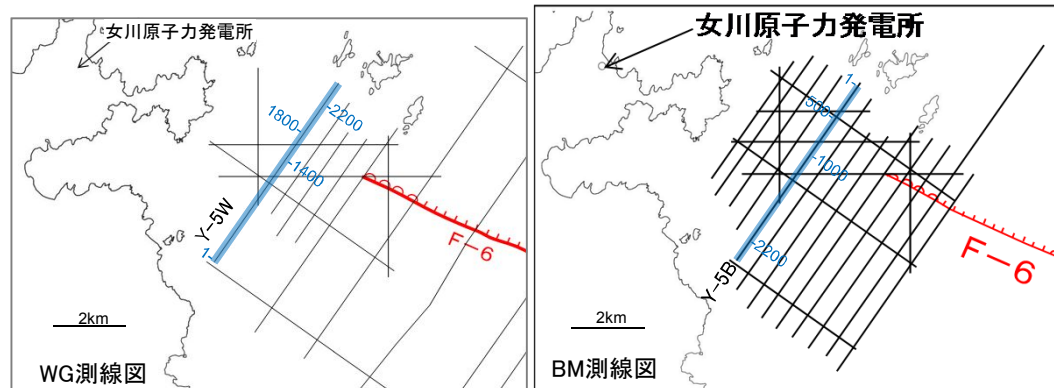 女川原子力発電所
1800-
-2200
-1400
Y-5W
1-
F-6
2km
WG測線図
女川原子力発電所
1-
500-
-1000
-2200
Y-5B
F-6
2km
BM測線図